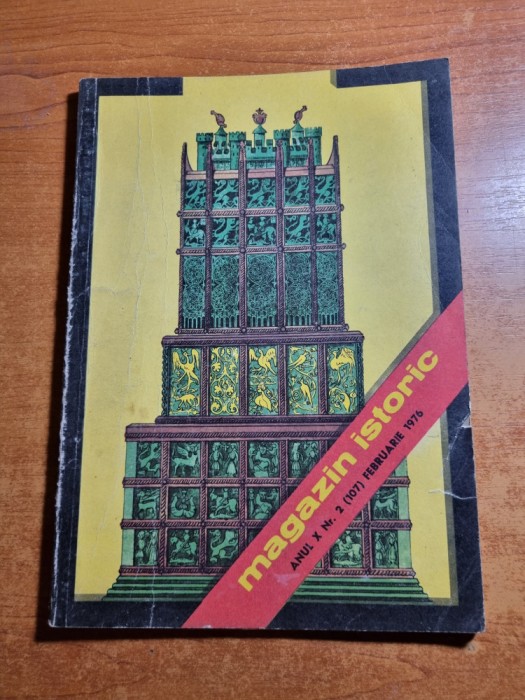 magazin istoric
ANUL X Nr. 2 (107) FEBRUARIE 1976